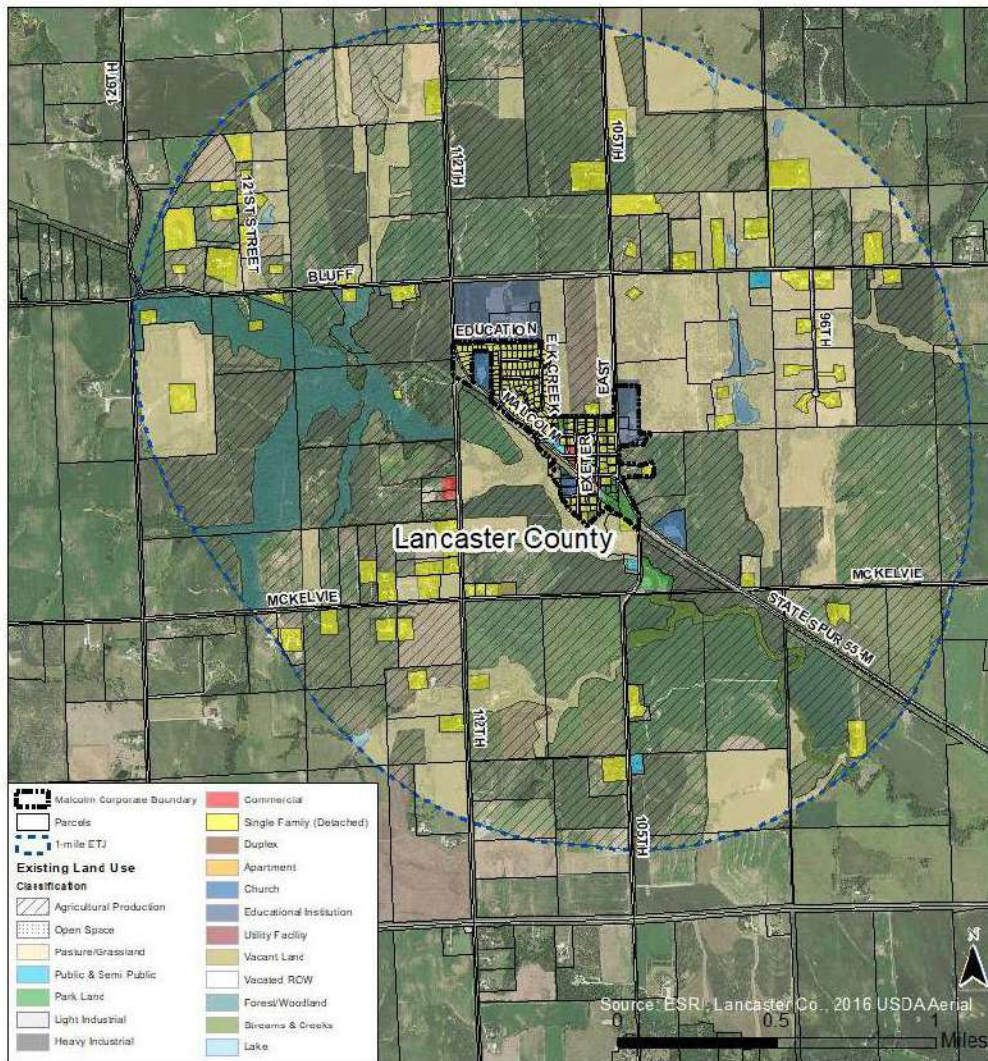 126TH
112TH
105TH
121ST STREET
BLUFF
EDUCATION
ELK CREEK
EAST
96TH
MALCOLM
EXETER
Lancaster County
MCKELVIE
MCKELVIE
STATE SPUR 55-M
112TH
105TH
Malcolm Corporate Boundary
Parcels
1-mile ETJ
Existing Land Use
Classification
Agricultural Production
Open Space
Pasture/Grassland
Public & Semi Public
Park Land
Light Industrial
Heavy Industrial
Commercial
Single Family (Detached)
Duplex
Apartment
Church
Educational Institution
Utility Facility
Vacant Land
Vacated ROW
Forest/Woodland
Streams & Creeks
Lake
N
Source: ESRI, Lancaster Co., 2016 USDA Aerial
0 0.5 1
Miles